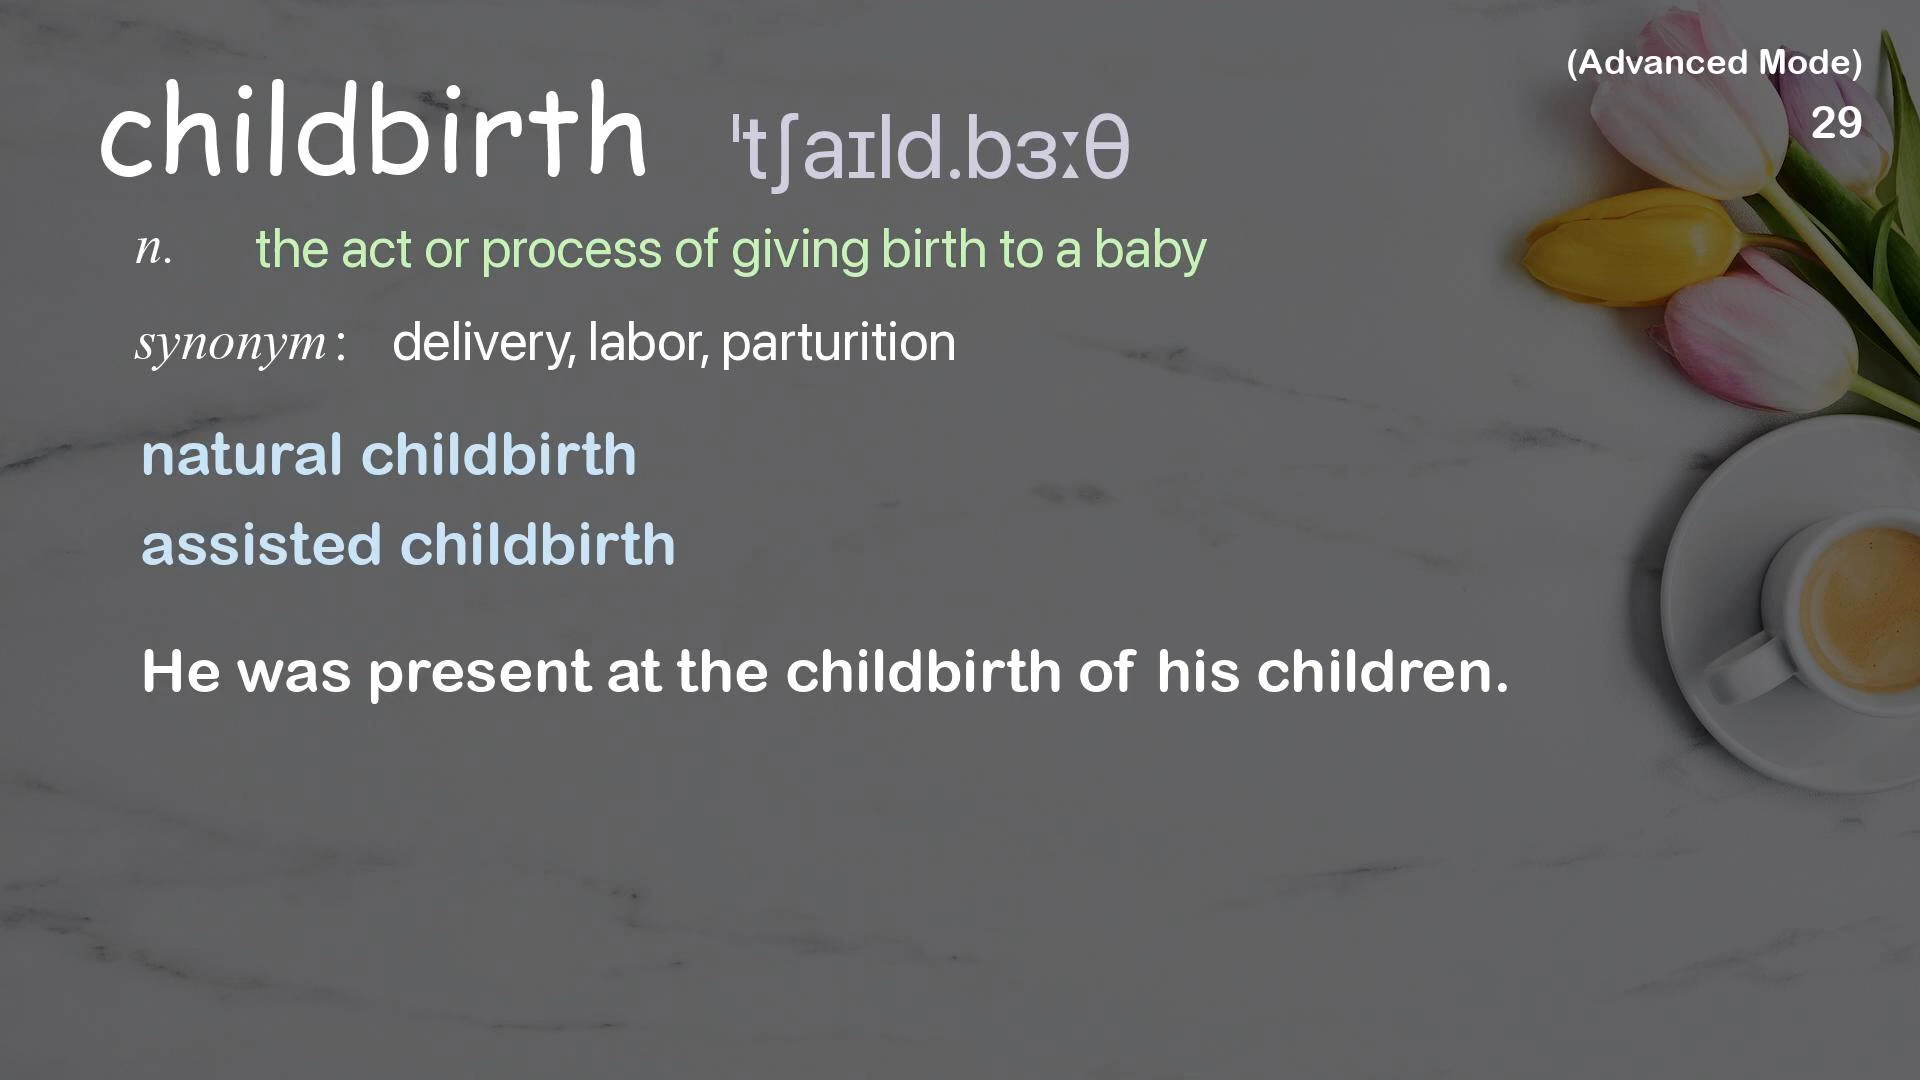 (Advanced Mode)
29
childbirth ˈtʃaɪld.bɜːθ
n. the act or process of giving birth to a baby
synonym: delivery, labor, parturition
natural childbirth
assisted childbirth
He was present at the childbirth of his children.